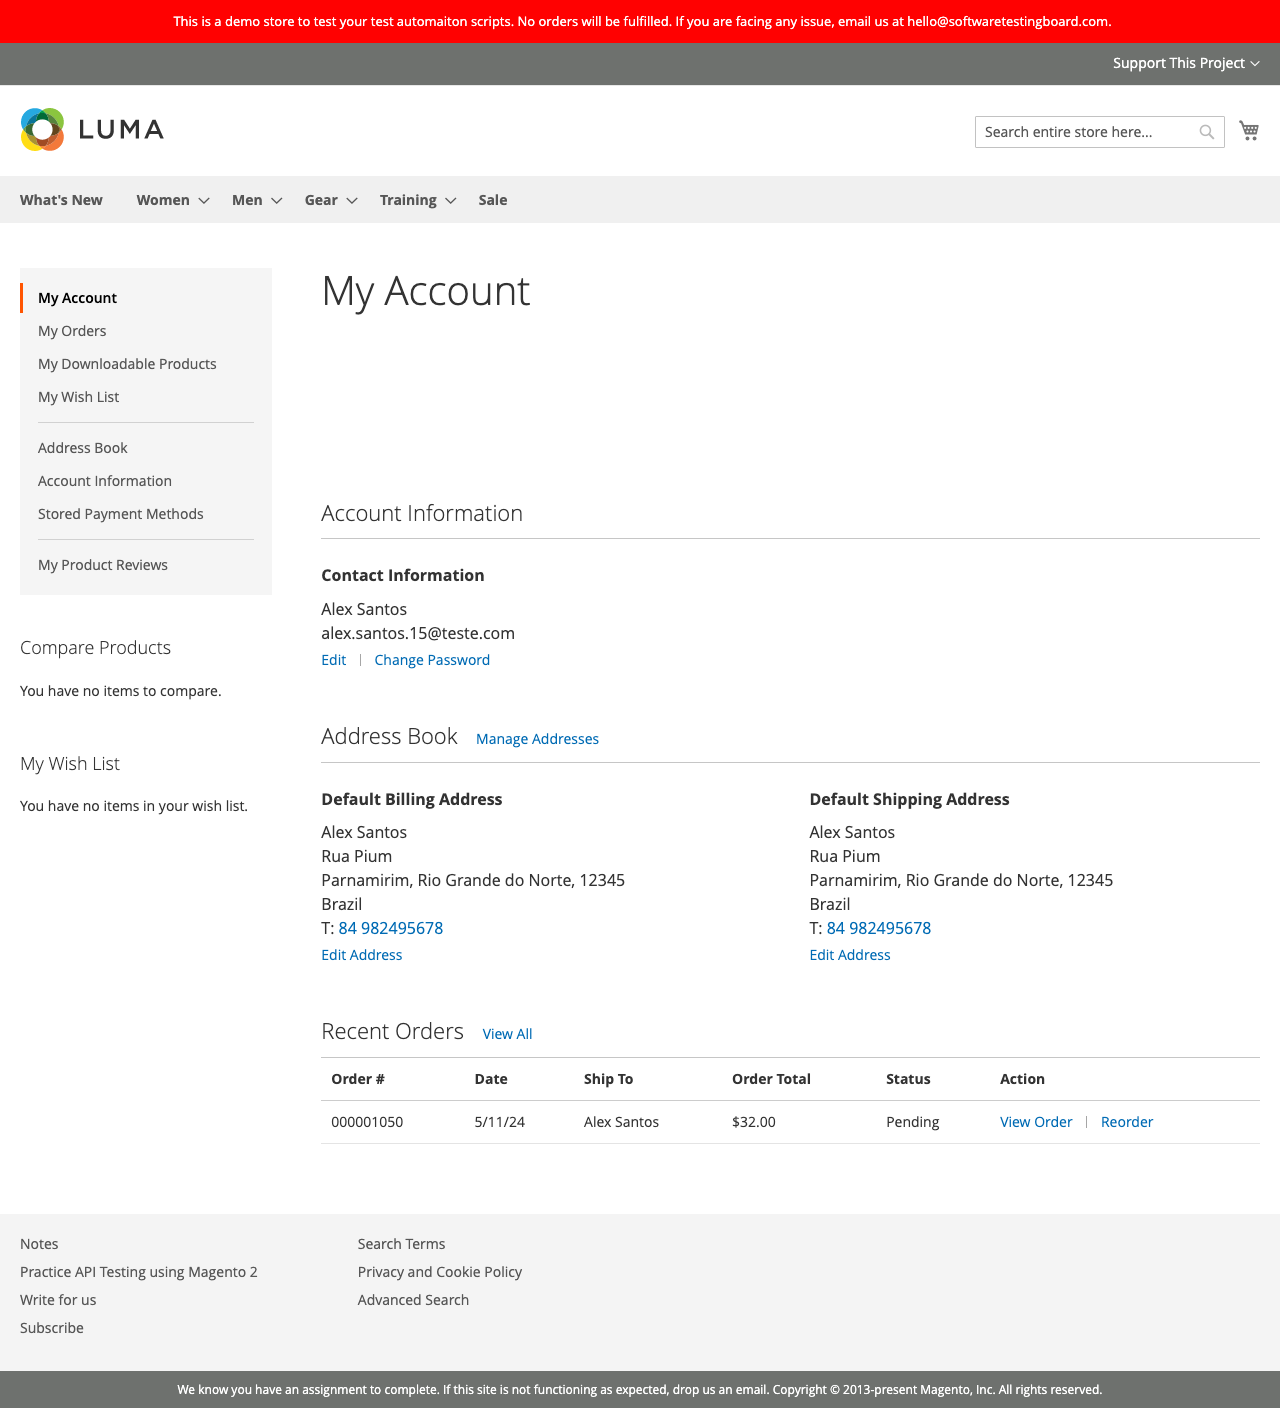 This is a demo store to test your test automaiton scripts. No orders will be fulfilled. If you are facing any issue, email us at hello@softwaretestingboard.com.
Support This Project
LUMA
Search entire store here...
What's New Women Men Gear Training Sale
My Account
My Orders
My Downloadable Products
My Wish List
Address Book
Account Information
Stored Payment Methods
My Product Reviews
Compare Products
You have no items to compare.
My Wish List
You have no items in your wish list.
My Account
Account Information
Contact Information
Alex Santos
alex.santos.15@teste.com
Edit | Change Password
Address Book Manage Addresses
Default Billing Address
Alex Santos
Rua Pium
Parnamirim, Rio Grande do Norte, 12345
Brazil
T: 84 982495678
Edit Address
Default Shipping Address
Alex Santos
Rua Pium
Parnamirim, Rio Grande do Norte, 12345
Brazil
T: 84 982495678
Edit Address
Recent Orders View All
Order # Date Ship To Order Total Status Action
000001050 5/11/24 Alex Santos $32.00 Pending View Order | Reorder
Notes
Practice API Testing using Magento 2
Write for us
Subscribe
Search Terms
Privacy and Cookie Policy
Advanced Search
We know you have an assignment to complete. If this site is not functioning as expected, drop us an email. Copyright © 2013-present Magento, Inc. All rights reserved.